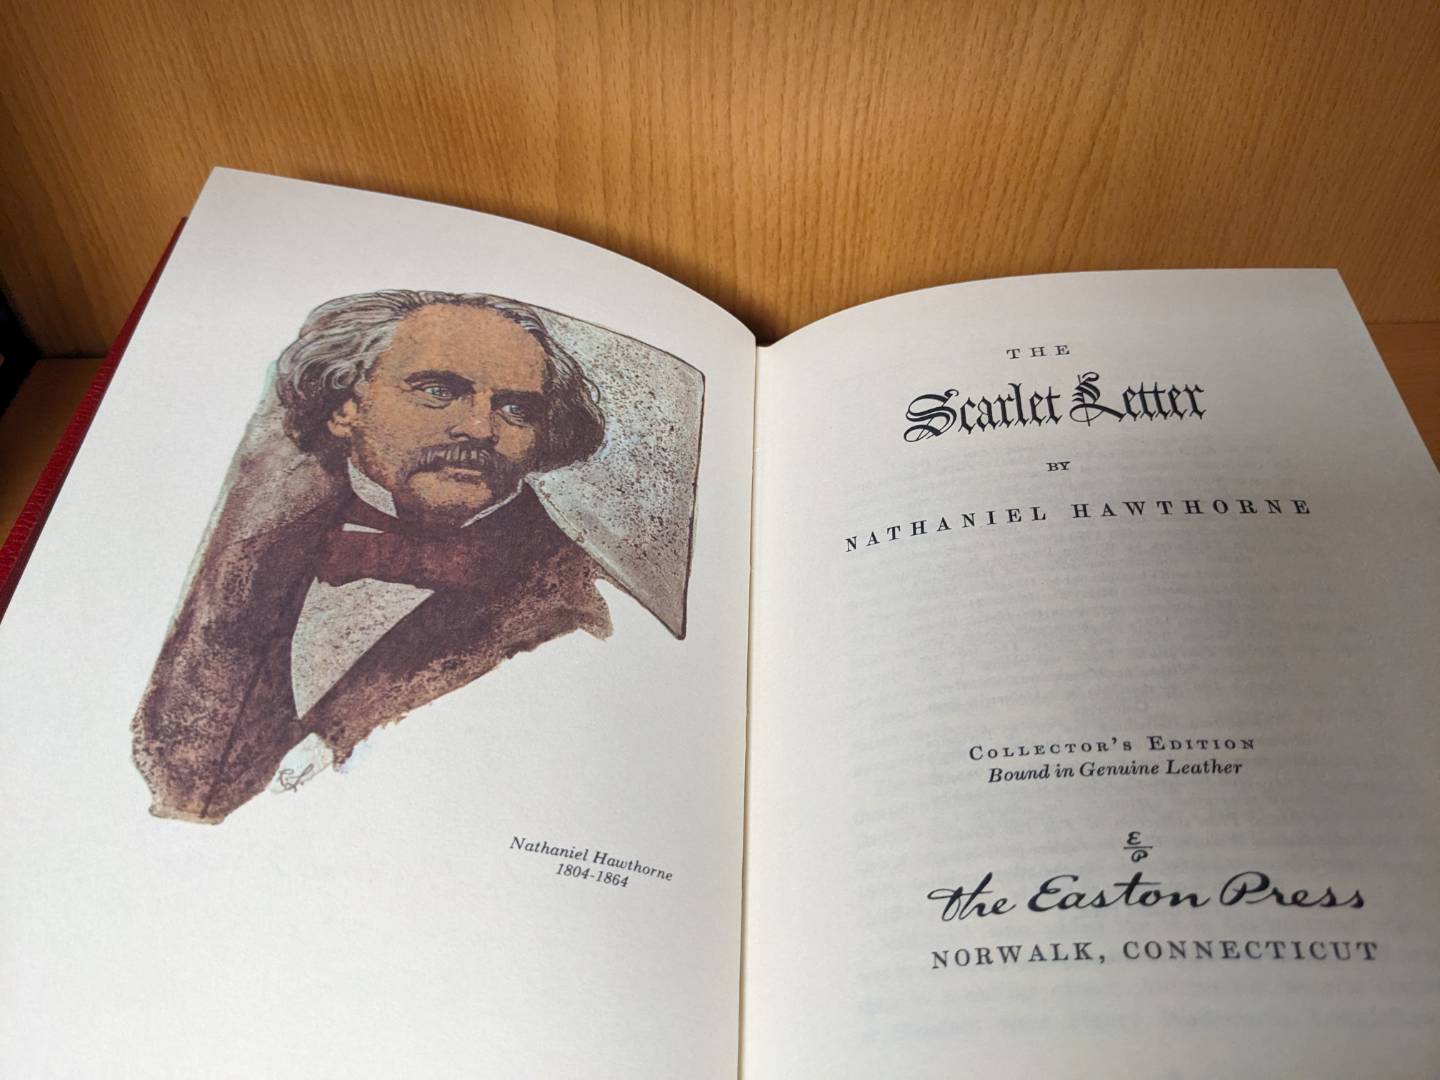 Nathaniel Hawthorne
1804-1864
THE
Scarlet Letter
BY
NATHANIEL HAWTHORNE
COLLECTOR'S EDITION
Bound in Genuine Leather
E
P
The Easton Press
NORWALK, CONNECTICUT